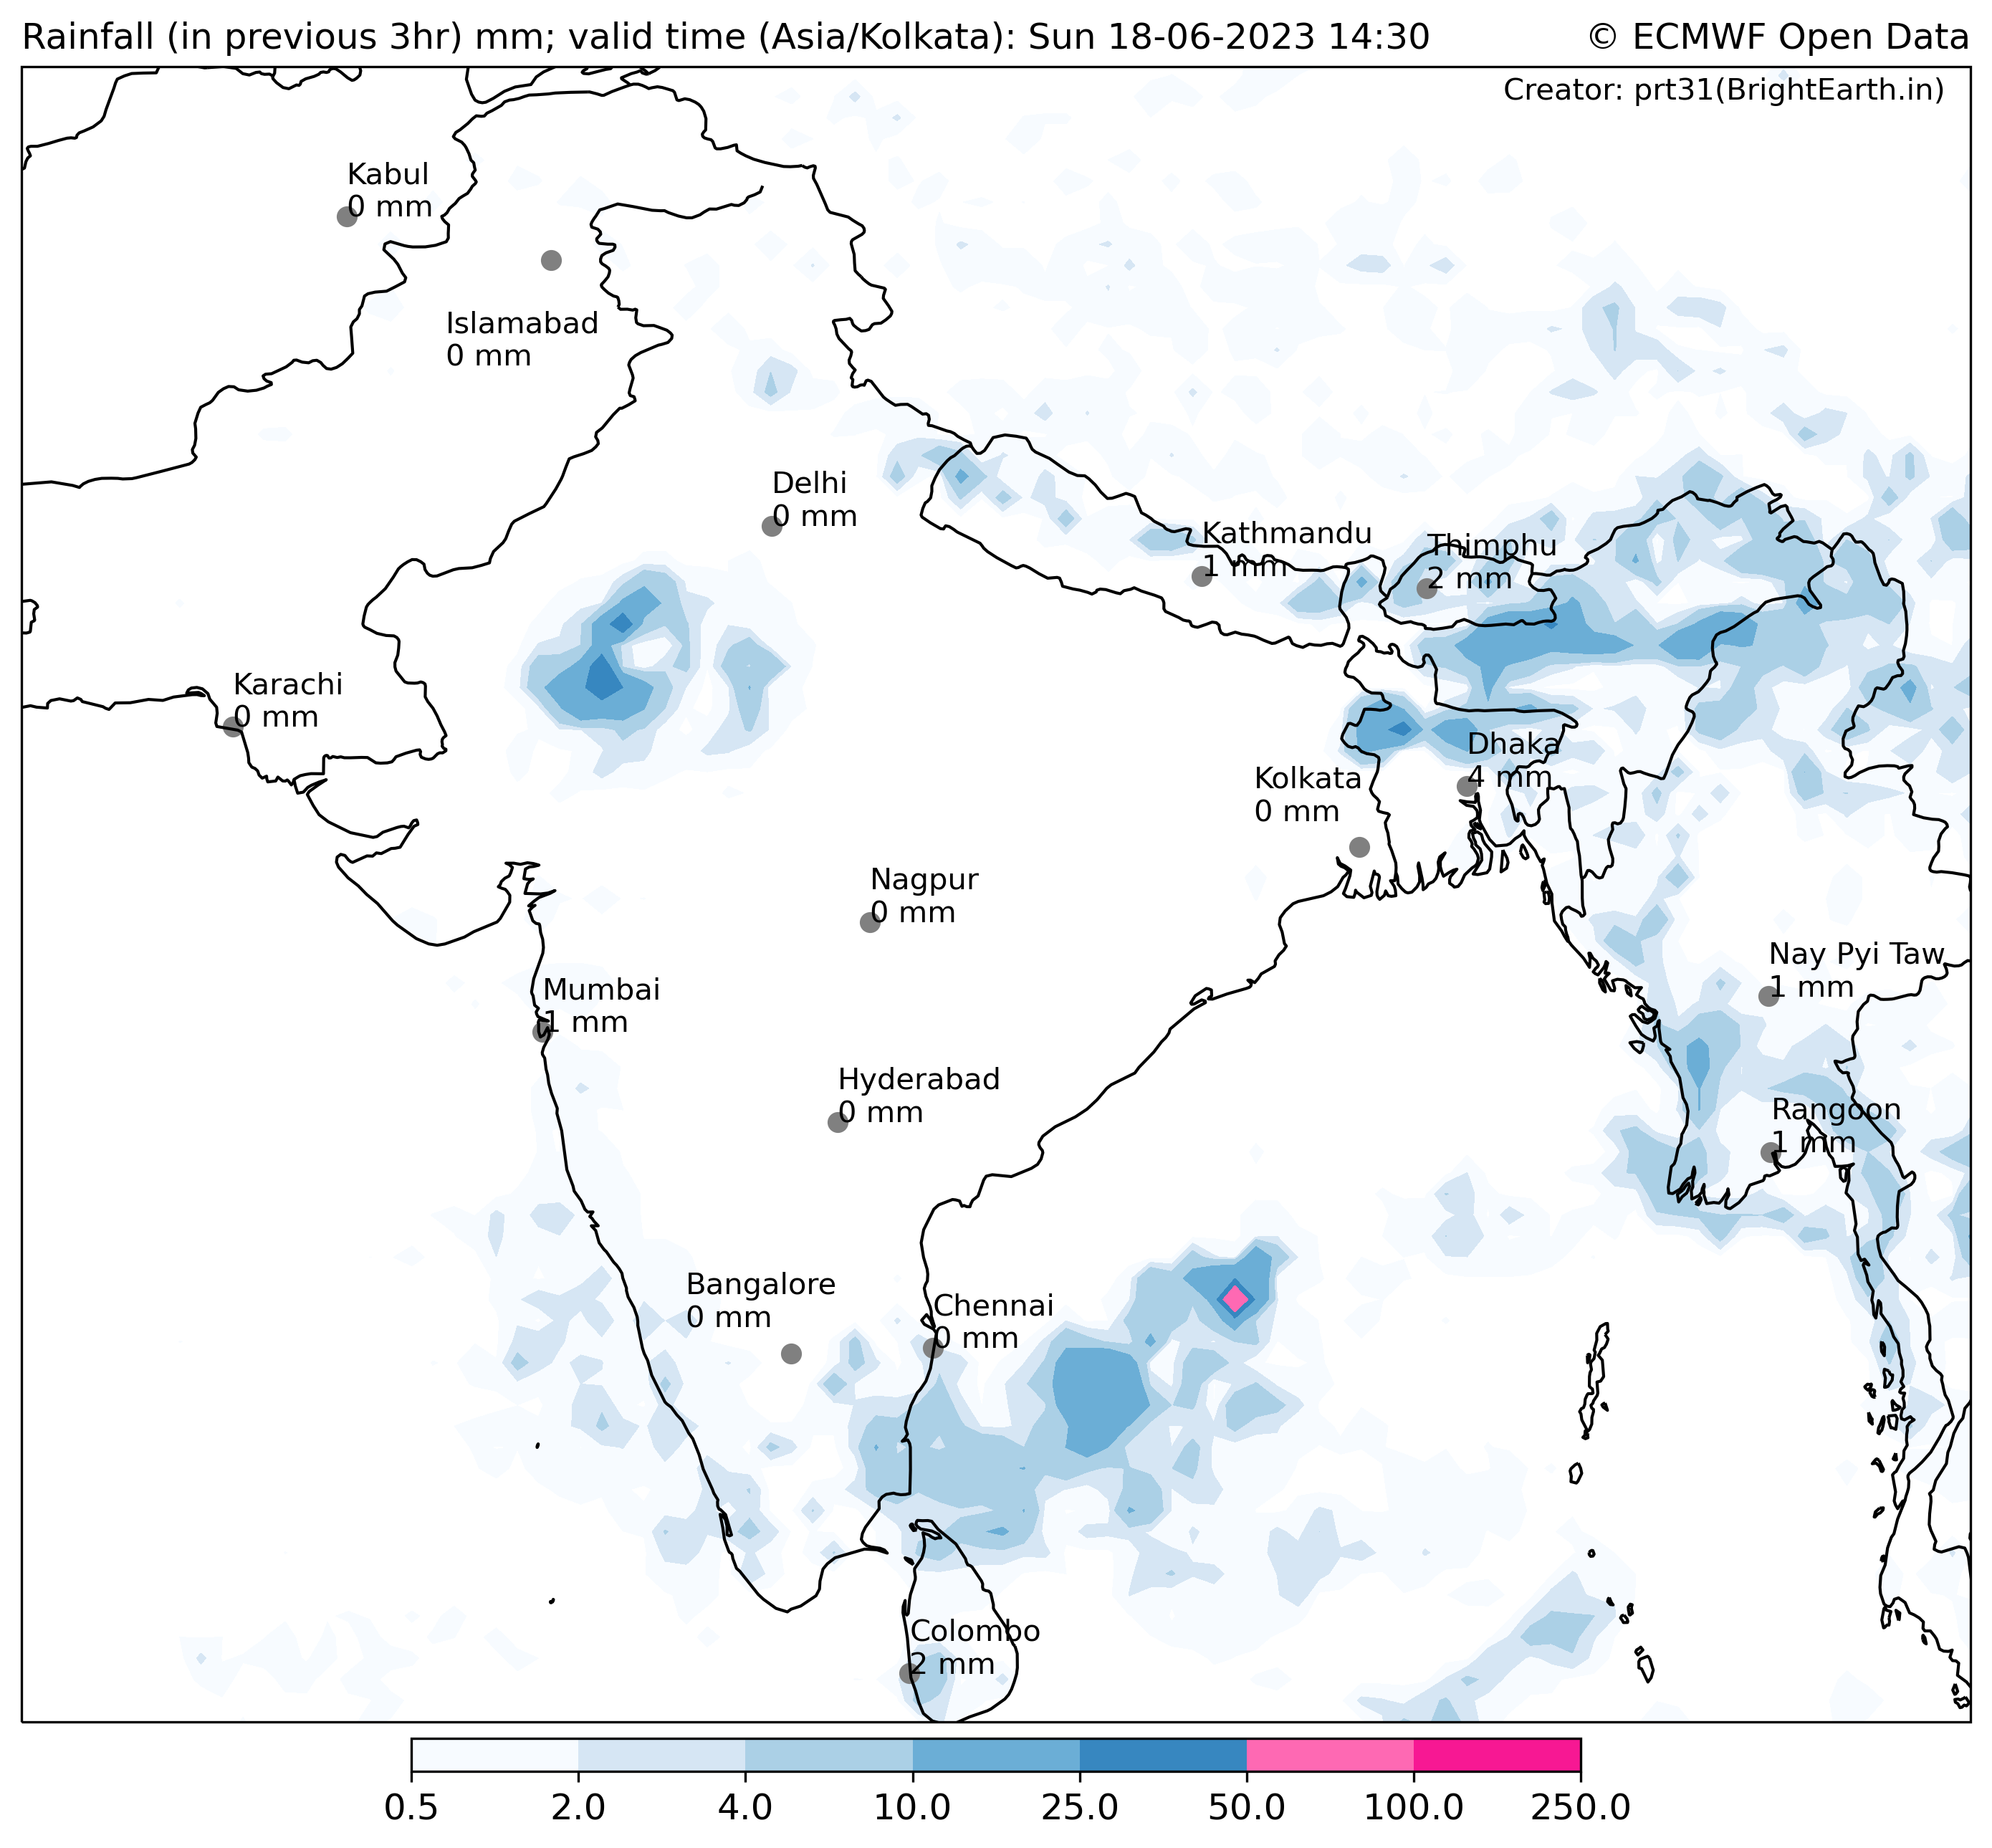 Rainfall (in previous 3hr) mm; valid time (Asia/Kolkata): Sun 18-06-2023 14:30
© ECMWF Open Data
Creator: prt31(BrightEarth.in)
Kabul
0 mm
Islamabad
0 mm
Delhi
0 mm
Kathmandu
1 mm
Thimphu
2 mm
Karachi
0 mm
Dhaka
4 mm
Kolkata
0 mm
Nagpur
0 mm
Nay Pyi Taw
1 mm
Mumbai
1 mm
Hyderabad
0 mm
Rangoon
1 mm
Bangalore
0 mm
Chennai
0 mm
Colombo
2 mm
0.5 2.0 4.0 10.0 25.0 50.0 100.0 250.0